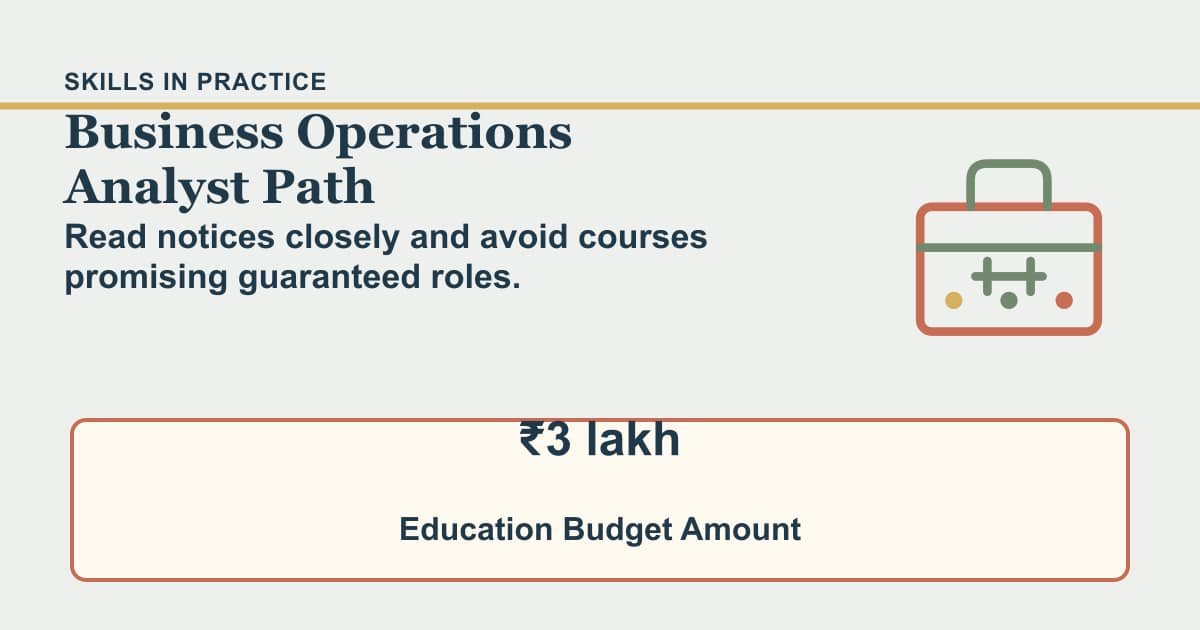 SKILLS IN PRACTICE
Business Operations
Analyst Path
Read notices closely and avoid courses
promising guaranteed roles.
₹3 lakh
Education Budget Amount